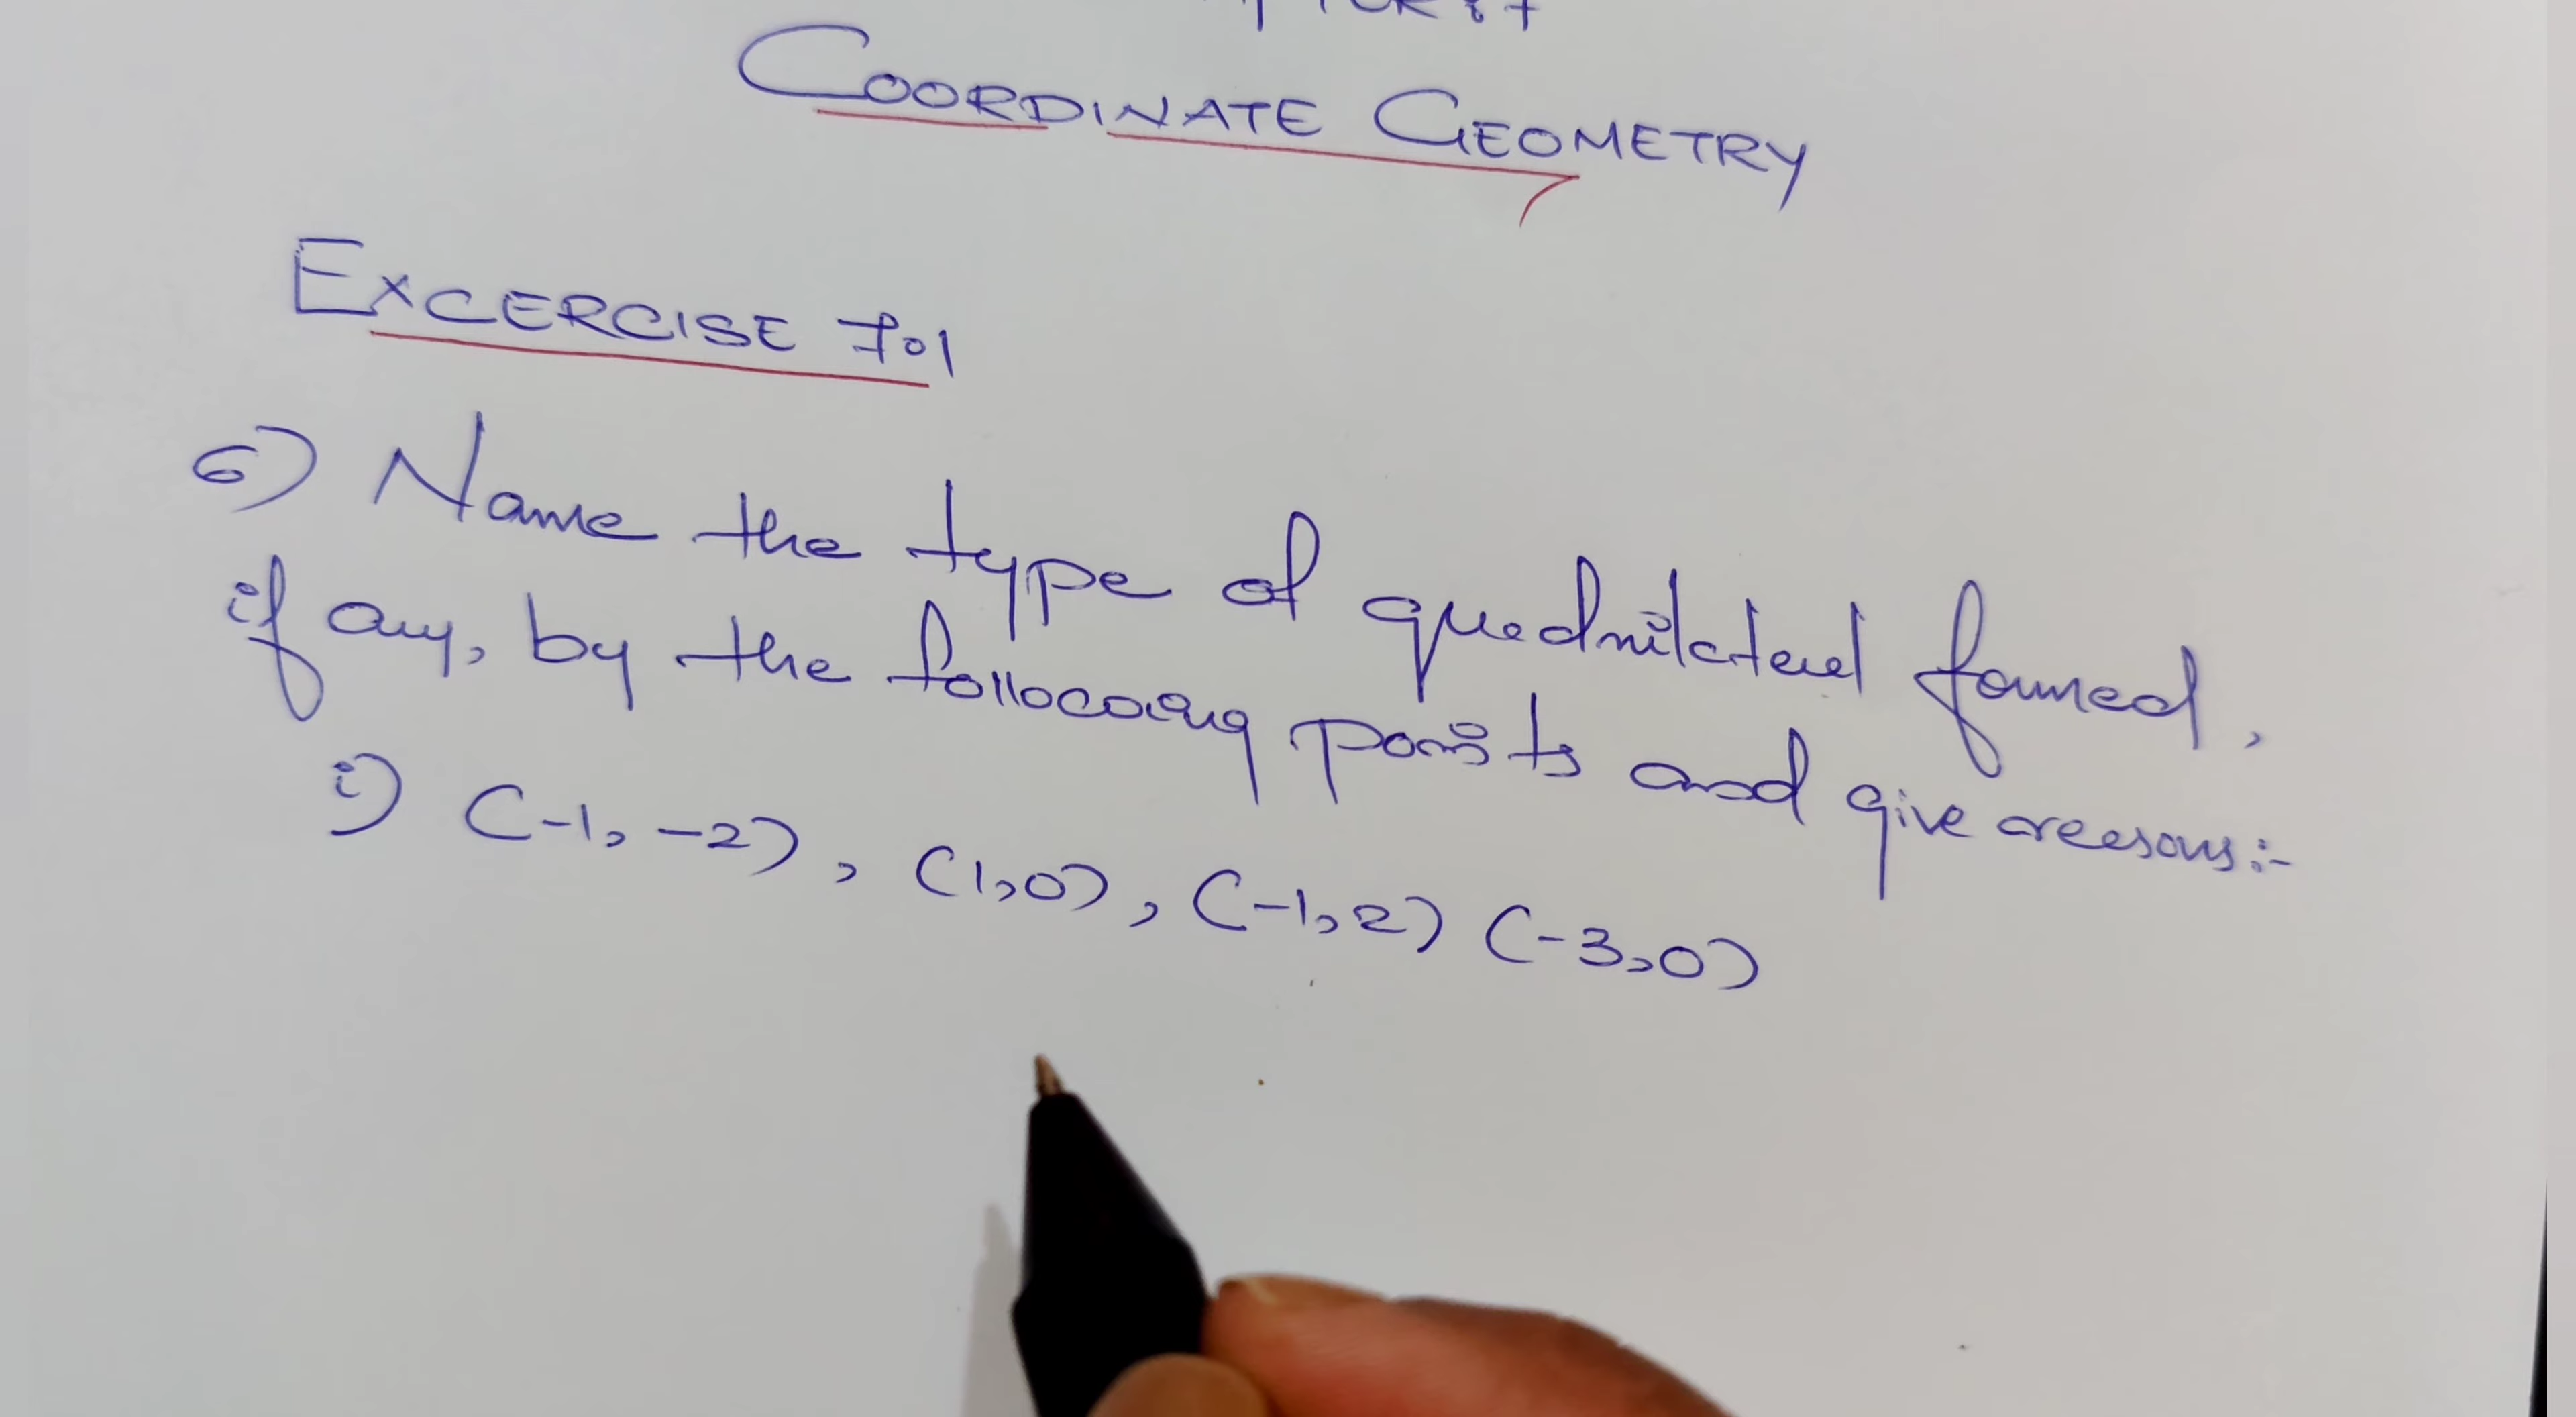 COORDINATE GEOMETRY
EXCERCISE 7.1
6) Name the type of quadrilateral formed,
if any, by the following points and give reasons:-
i) (-1, -2), (1,0), (-1,2) (-3,0)